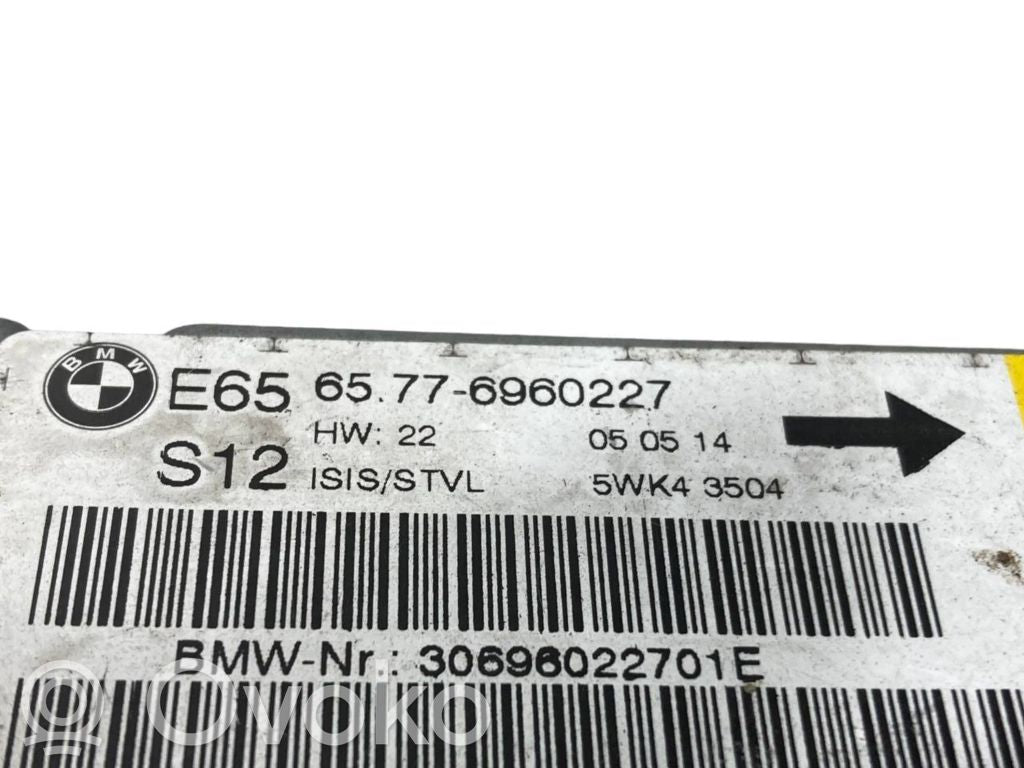 BMW E65 65.77-6960227
HW: 22 05 05 14
S12 ISIS/STVL 5WK4 3504
BMW-Nr.: 30696022701E
Ovoko